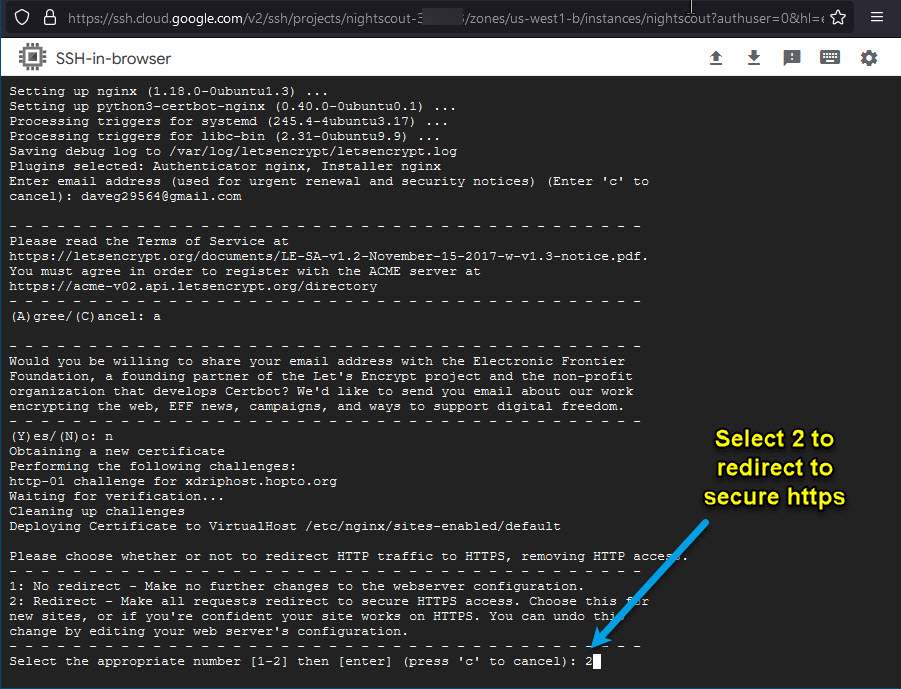 https://ssh.cloud.google.com/v2/ssh/projects/nightscout-3 /zones/us-west1-b/instances/nightscout?authuser=0&hl=e
SSH-in-browser
Setting up nginx (1.18.0-0ubuntu1.3) ...
Setting up python3-certbot-nginx (0.40.0-0ubuntu0.1) ...
Processing triggers for systemd (245.4-4ubuntu3.17) ...
Processing triggers for libc-bin (2.31-0ubuntu9.9) ...
Saving debug log to /var/log/letsencrypt/letsencrypt.log
Plugins selected: Authenticator nginx, Installer nginx
Enter email address (used for urgent renewal and security notices) (Enter 'c' to
cancel): daveg29564@gmail.com
- - - - - - - - - - - - - - - - - - - - - - - - - - - - - - - - - - - - - - - -
Please read the Terms of Service at
https://letsencrypt.org/documents/LE-SA-v1.2-November-15-2017-w-v1.3-notice.pdf.
You must agree in order to register with the ACME server at
https://acme-v02.api.letsencrypt.org/directory
- - - - - - - - - - - - - - - - - - - - - - - - - - - - - - - - - - - - - - - -
(A)gree/(C)ancel: a
- - - - - - - - - - - - - - - - - - - - - - - - - - - - - - - - - - - - - - - -
Would you be willing to share your email address with the Electronic Frontier
Foundation, a founding partner of the Let's Encrypt project and the non-profit
organization that develops Certbot? We'd like to send you email about our work
encrypting the web, EFF news, campaigns, and ways to support digital freedom.
- - - - - - - - - - - - - - - - - - - - - - - - - - - - - - - - - - - - - - - -
(Y)es/(N)o: n
Obtaining a new certificate
Performing the following challenges:
http-01 challenge for xdriphost.hopto.org
Waiting for verification...
Cleaning up challenges
Deploying Certificate to VirtualHost /etc/nginx/sites-enabled/default
Select 2 to
redirect to
secure https
Please choose whether or not to redirect HTTP traffic to HTTPS, removing HTTP access.
- - - - - - - - - - - - - - - - - - - - - - - - - - - - - - - - - - - - - - - -
1: No redirect - Make no further changes to the webserver configuration.
2: Redirect - Make all requests redirect to secure HTTPS access. Choose this for
new sites, or if you're confident your site works on HTTPS. You can undo this
change by editing your web server's configuration.
- - - - - - - - - - - - - - - - - - - - - - - - - - - - - - - - - - - - - - - -
Select the appropriate number [1-2] then [enter] (press 'c' to cancel): 2